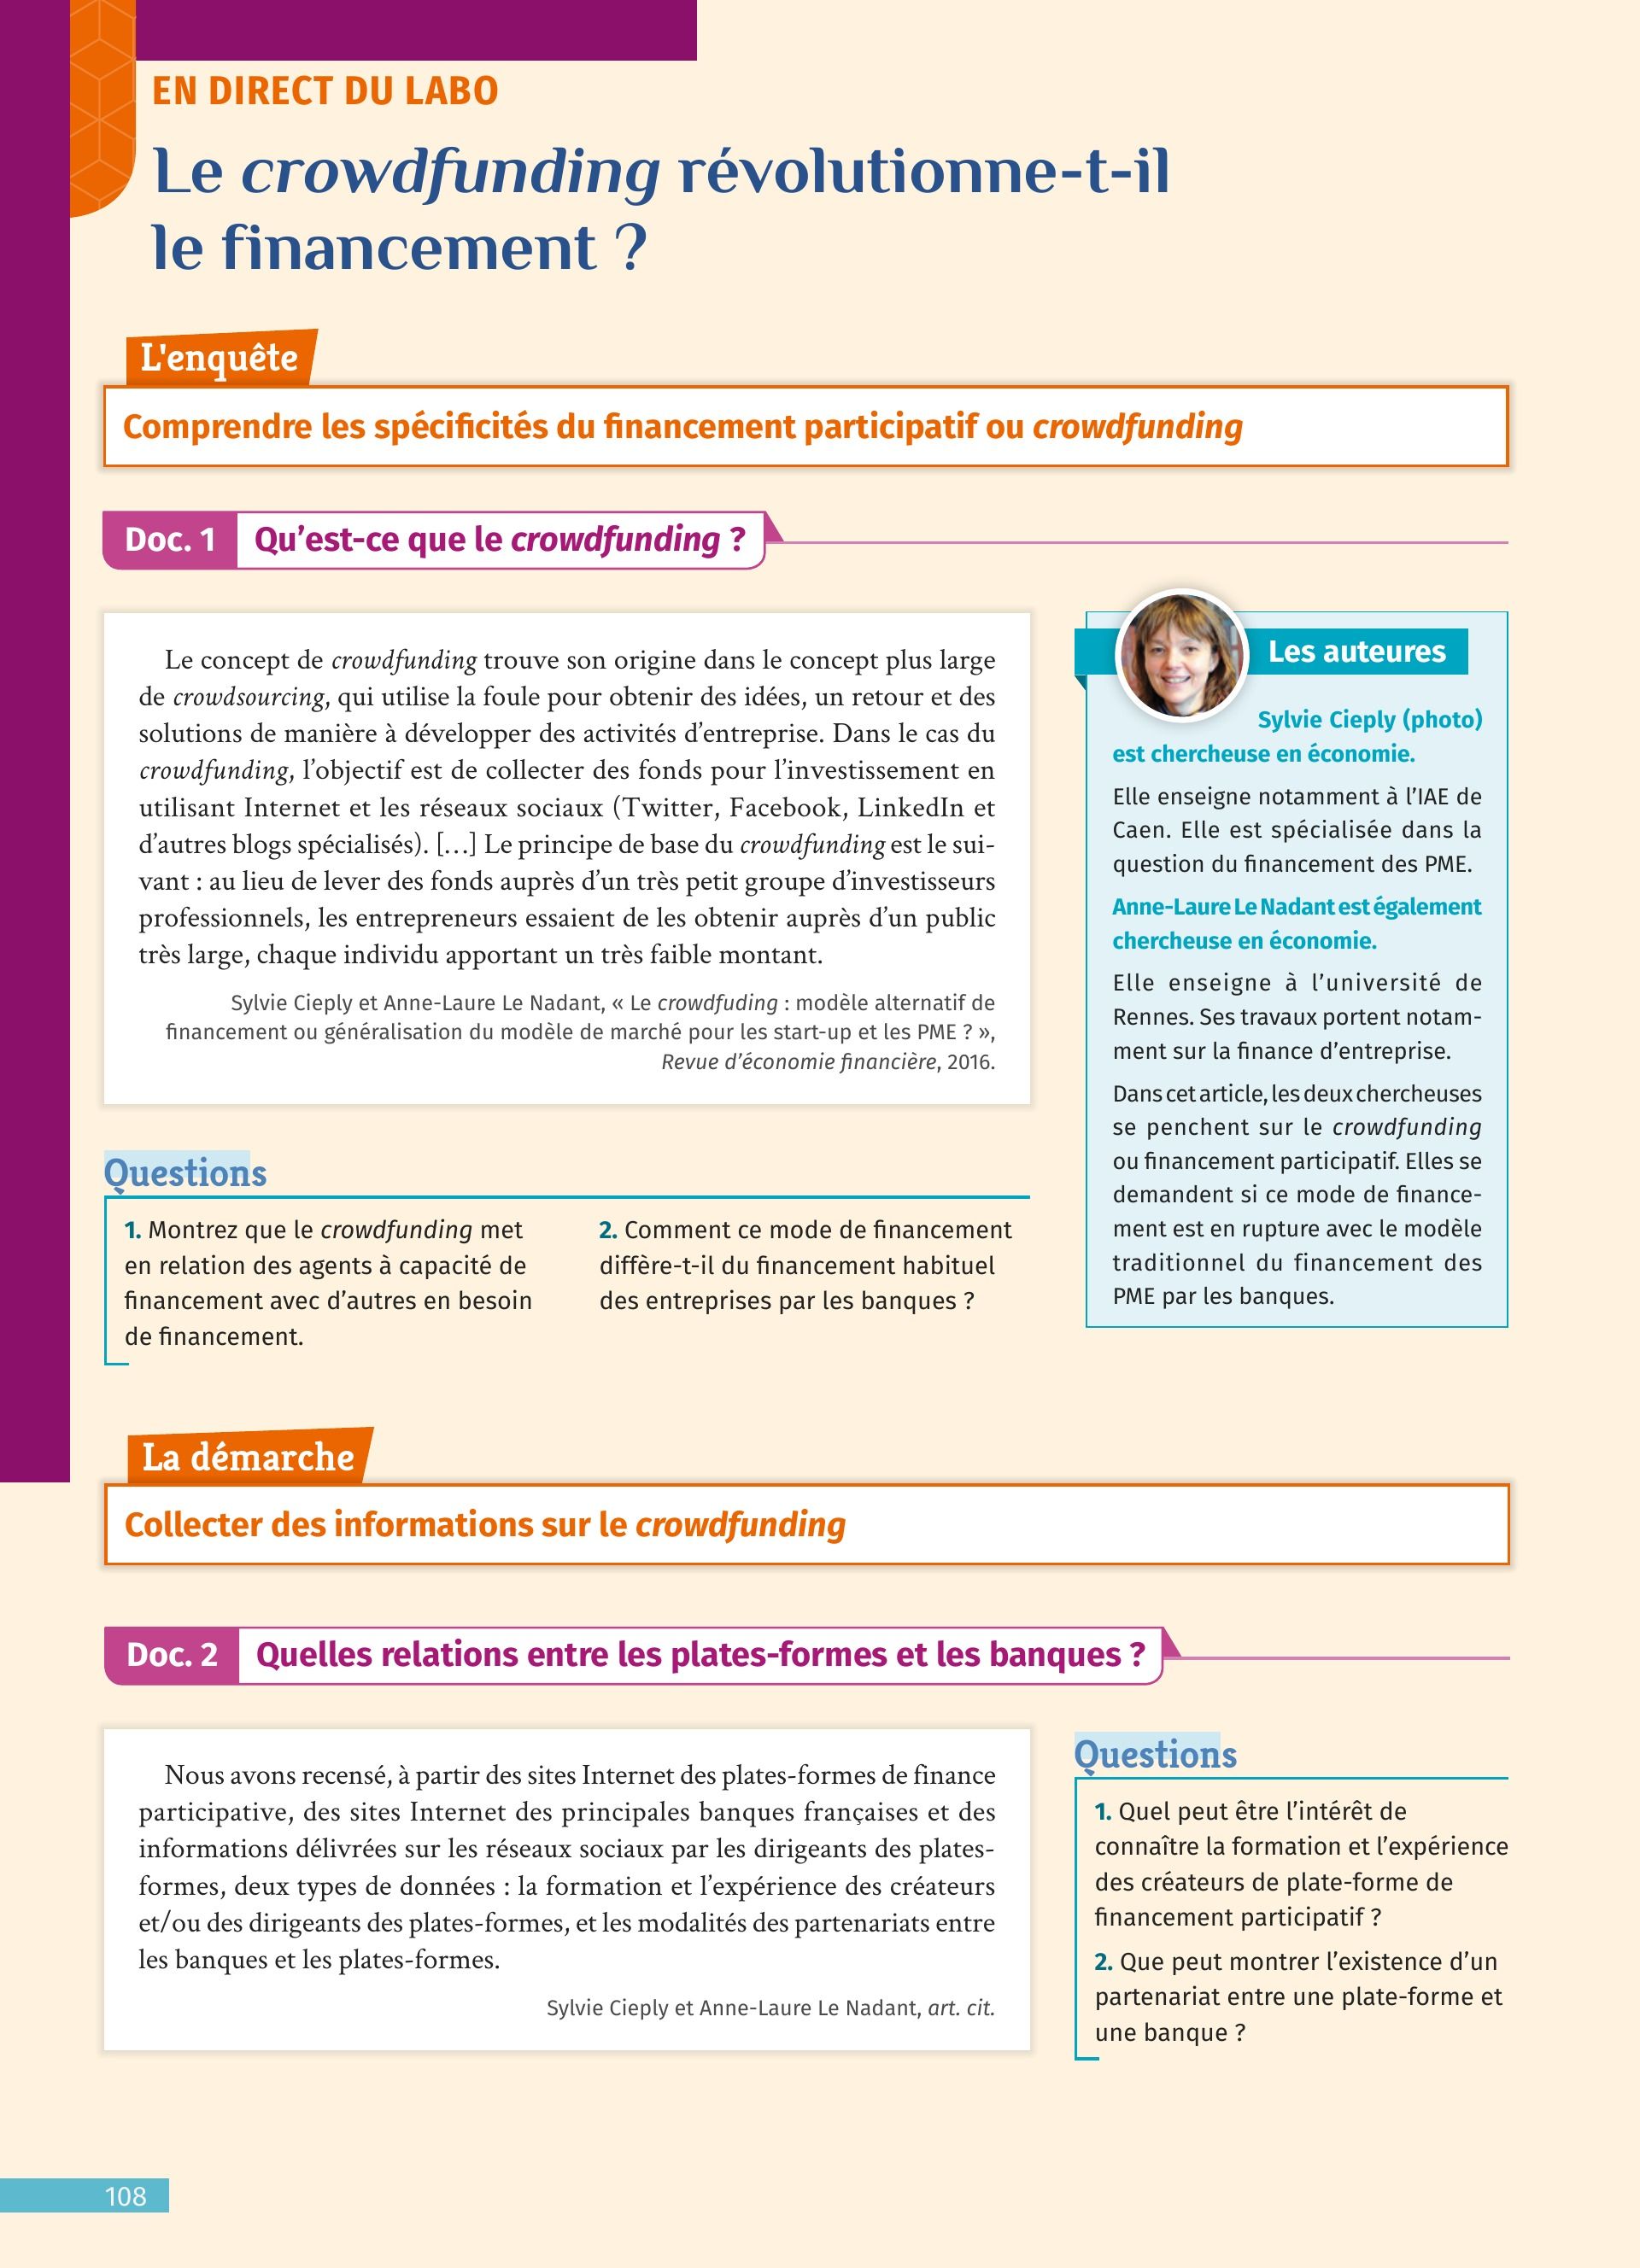 EN DIRECT DU LABO
Le crowdfunding révolutionne-t-il
le financement ?
L'enquête
Comprendre les spécificités du financement participatif ou crowdfunding
Doc. 1 Qu’est-ce que le crowdfunding ?
Le concept de crowdfunding trouve son origine dans le concept plus large
de crowdsourcing, qui utilise la foule pour obtenir des idées, un retour et des
solutions de manière à développer des activités d’entreprise. Dans le cas du
crowdfunding, l’objectif est de collecter des fonds pour l’investissement en
utilisant Internet et les réseaux sociaux (Twitter, Facebook, LinkedIn et
d’autres blogs spécialisés). […] Le principe de base du crowdfunding est le sui-
vant : au lieu de lever des fonds auprès d’un très petit groupe d’investisseurs
professionnels, les entrepreneurs essaient de les obtenir auprès d’un public
très large, chaque individu apportant un très faible montant.
Sylvie Cieply et Anne-Laure Le Nadant, « Le crowdfuding : modèle alternatif de
financement ou généralisation du modèle de marché pour les start-up et les PME ? »,
Revue d’économie financière, 2016.
Les auteures
Sylvie Cieply (photo)
est chercheuse en économie.
Elle enseigne notamment à l’IAE de
Caen. Elle est spécialisée dans la
question du financement des PME.
Anne-Laure Le Nadant est également
chercheuse en économie.
Elle enseigne à l’université de
Rennes. Ses travaux portent notam-
ment sur la finance d’entreprise.
Dans cet article, les deux chercheuses
se penchent sur le crowdfunding
ou financement participatif. Elles se
demandent si ce mode de finance-
ment est en rupture avec le modèle
traditionnel du financement des
PME par les banques.
Questions
1. Montrez que le crowdfunding met
en relation des agents à capacité de
financement avec d’autres en besoin
de financement.
2. Comment ce mode de financement
diffère-t-il du financement habituel
des entreprises par les banques ?
La démarche
Collecter des informations sur le crowdfunding
Doc. 2 Quelles relations entre les plates-formes et les banques ?
Nous avons recensé, à partir des sites Internet des plates-formes de finance
participative, des sites Internet des principales banques françaises et des
informations délivrées sur les réseaux sociaux par les dirigeants des plates-
formes, deux types de données : la formation et l’expérience des créateurs
et/ou des dirigeants des plates-formes, et les modalités des partenariats entre
les banques et les plates-formes.
Sylvie Cieply et Anne-Laure Le Nadant, art. cit.
Questions
1. Quel peut être l’intérêt de
connaître la formation et l’expérience
des créateurs de plate-forme de
financement participatif ?
2. Que peut montrer l’existence d’un
partenariat entre une plate-forme et
une banque ?
108